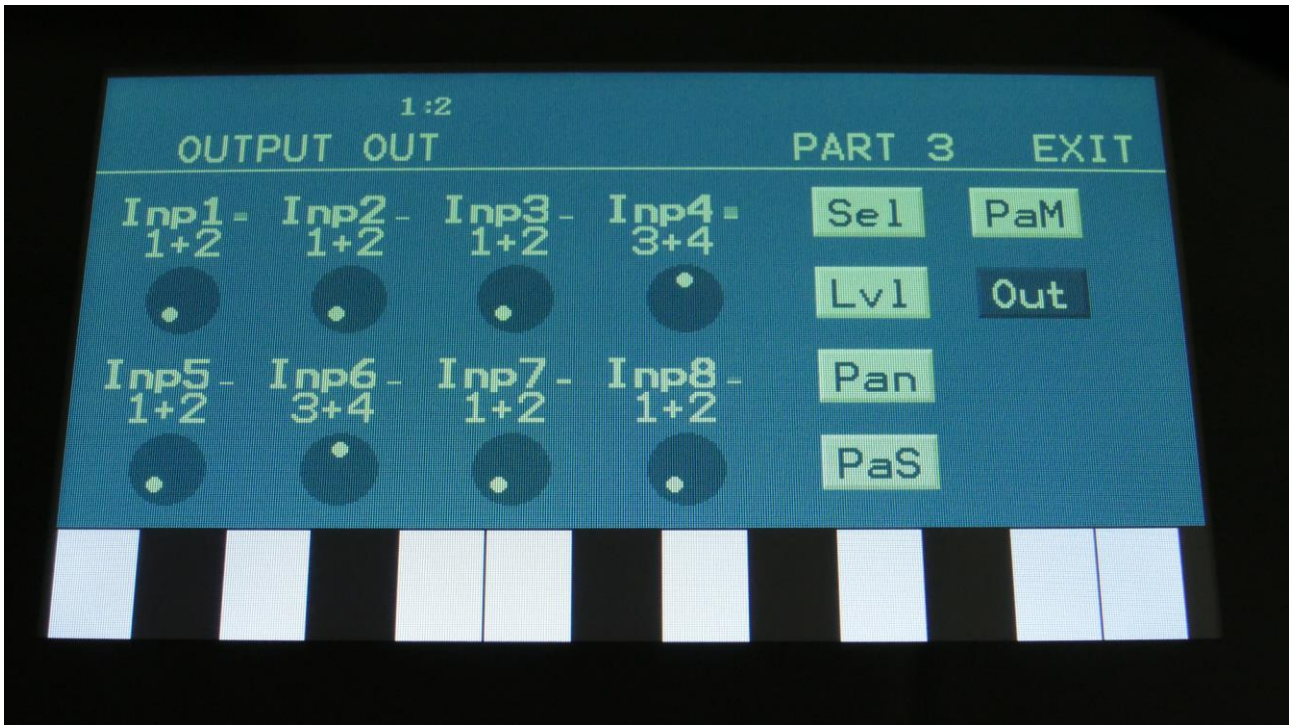 1:2
OUTPUT OUT PART 3 EXIT
Inp1 Inp2 Inp3 Inp4 Sel PaM
1+2 1+2 1+2 3+4
Lvl Out
Inp5 Inp6 Inp7 Inp8 Pan
1+2 3+4 1+2 1+2
PaS